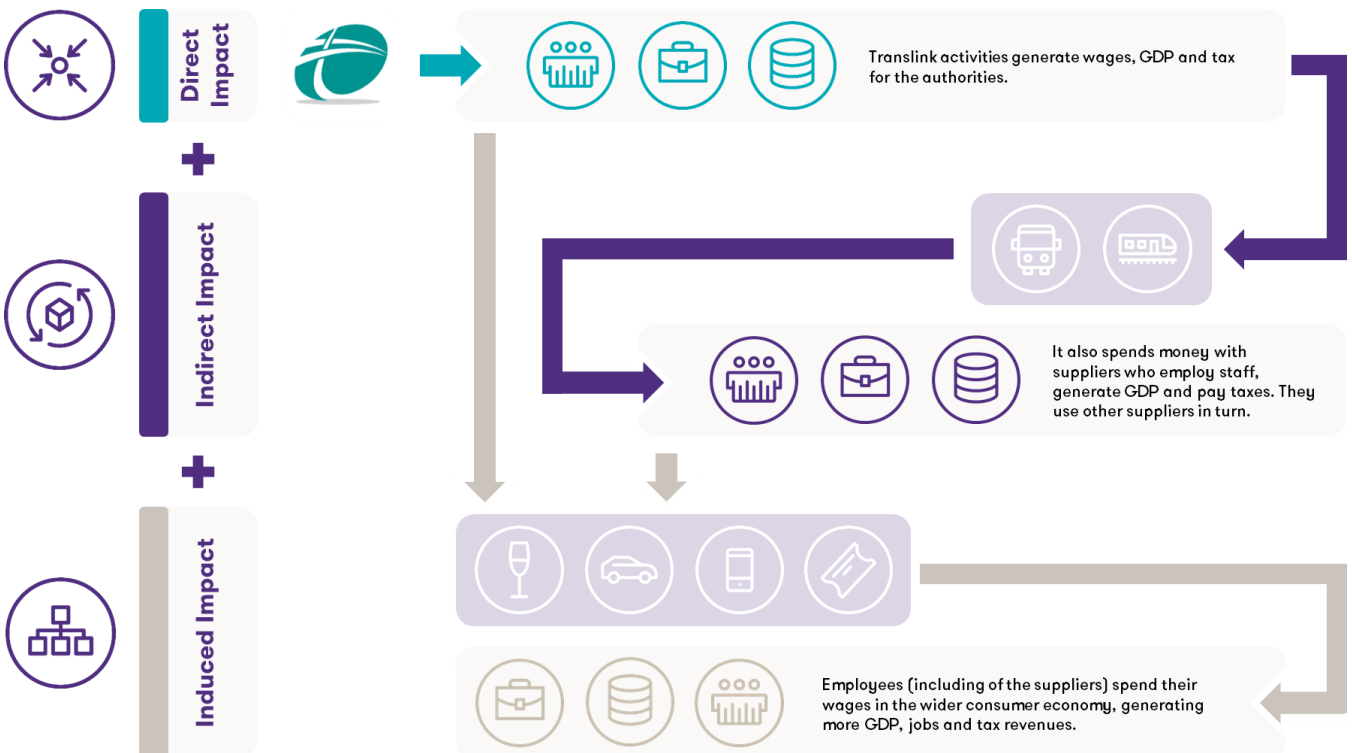 Direct
Impact
Translink activities generate wages, GDP and tax
for the authorities.
Indirect Impact
It also spends money with
suppliers who employ staff,
generate GDP and pay taxes. They
use other suppliers in turn.
Induced Impact
Employees (including of the suppliers) spend their
wages in the wider consumer economy, generating
more GDP, jobs and tax revenues.